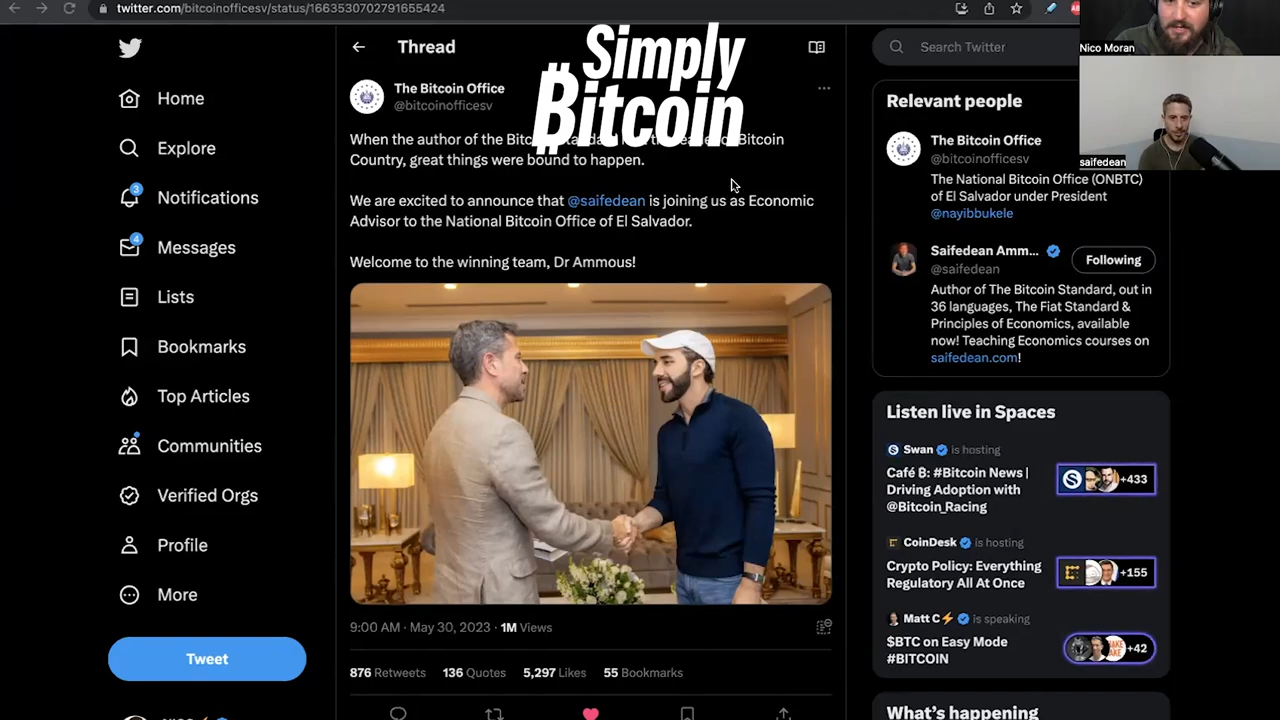 twitter.com/bitcoinofficesv/status/1663530702791655424
Simply
Bitcoin
Nico Moran
saifedean
Home
Explore
3
Notifications
4
Messages
Lists
Bookmarks
Top Articles
Communities
Verified Orgs
Profile
More
Tweet
Thread
The Bitcoin Office
@bitcoinofficesv
When the author of the Bitcoin
Country, great things were bound to happen.
We are excited to announce that @saifedean is joining us as Economic
Advisor to the National Bitcoin Office of El Salvador.
Welcome to the winning team, Dr Ammous!
9:00 AM · May 30, 2023 · 1M Views
876 Retweets 136 Quotes 5,297 Likes 55 Bookmarks
Search Twitter
Relevant people
The Bitcoin Office
@bitcoinofficesv
The National Bitcoin Office (ONBTC)
of El Salvador under President
@nayibbukele
Saifedean Amm...
Following
@saifedean
Author of The Bitcoin Standard, out in
36 languages, The Fiat Standard &
Principles of Economics, available
now! Teaching Economics courses on
saifedean.com!
Listen live in Spaces
Swan is hosting
Café B: #Bitcoin News |
Driving Adoption with
@Bitcoin_Racing
+433
CoinDesk is hosting
Crypto Policy: Everything
Regulatory All At Once
+155
Matt C⚡ is speaking
$BTC on Easy Mode
#BITCOIN
+42
What's happening